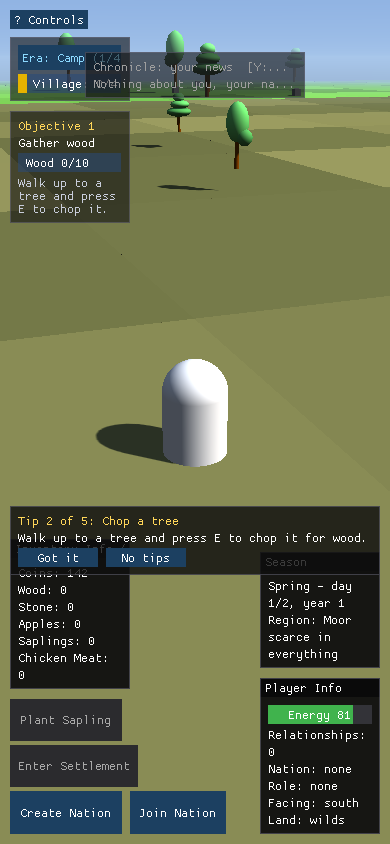 ? Controls
Era: Camp (1/4
Village
Chronicle: your news [Y:...
Nothing about you, your na...
Objective 1
Gather wood
Wood 0/10
Walk up to a
tree and press
E to chop it.
Tip 2 of 5: Chop a tree
Walk up to a tree and press E to chop it for wood.
Got it
No tips
Coins: 142
Wood: 0
Stone: 0
Apples: 0
Saplings: 0
Chicken Meat:
0
Season
Spring - day
1/2, year 1
Region: Moor
scarce in
everything
Player Info
Energy 81
Relationships:
0
Nation: none
Role: none
Facing: south
Land: wilds
Plant Sapling
Enter Settlement
Create Nation
Join Nation